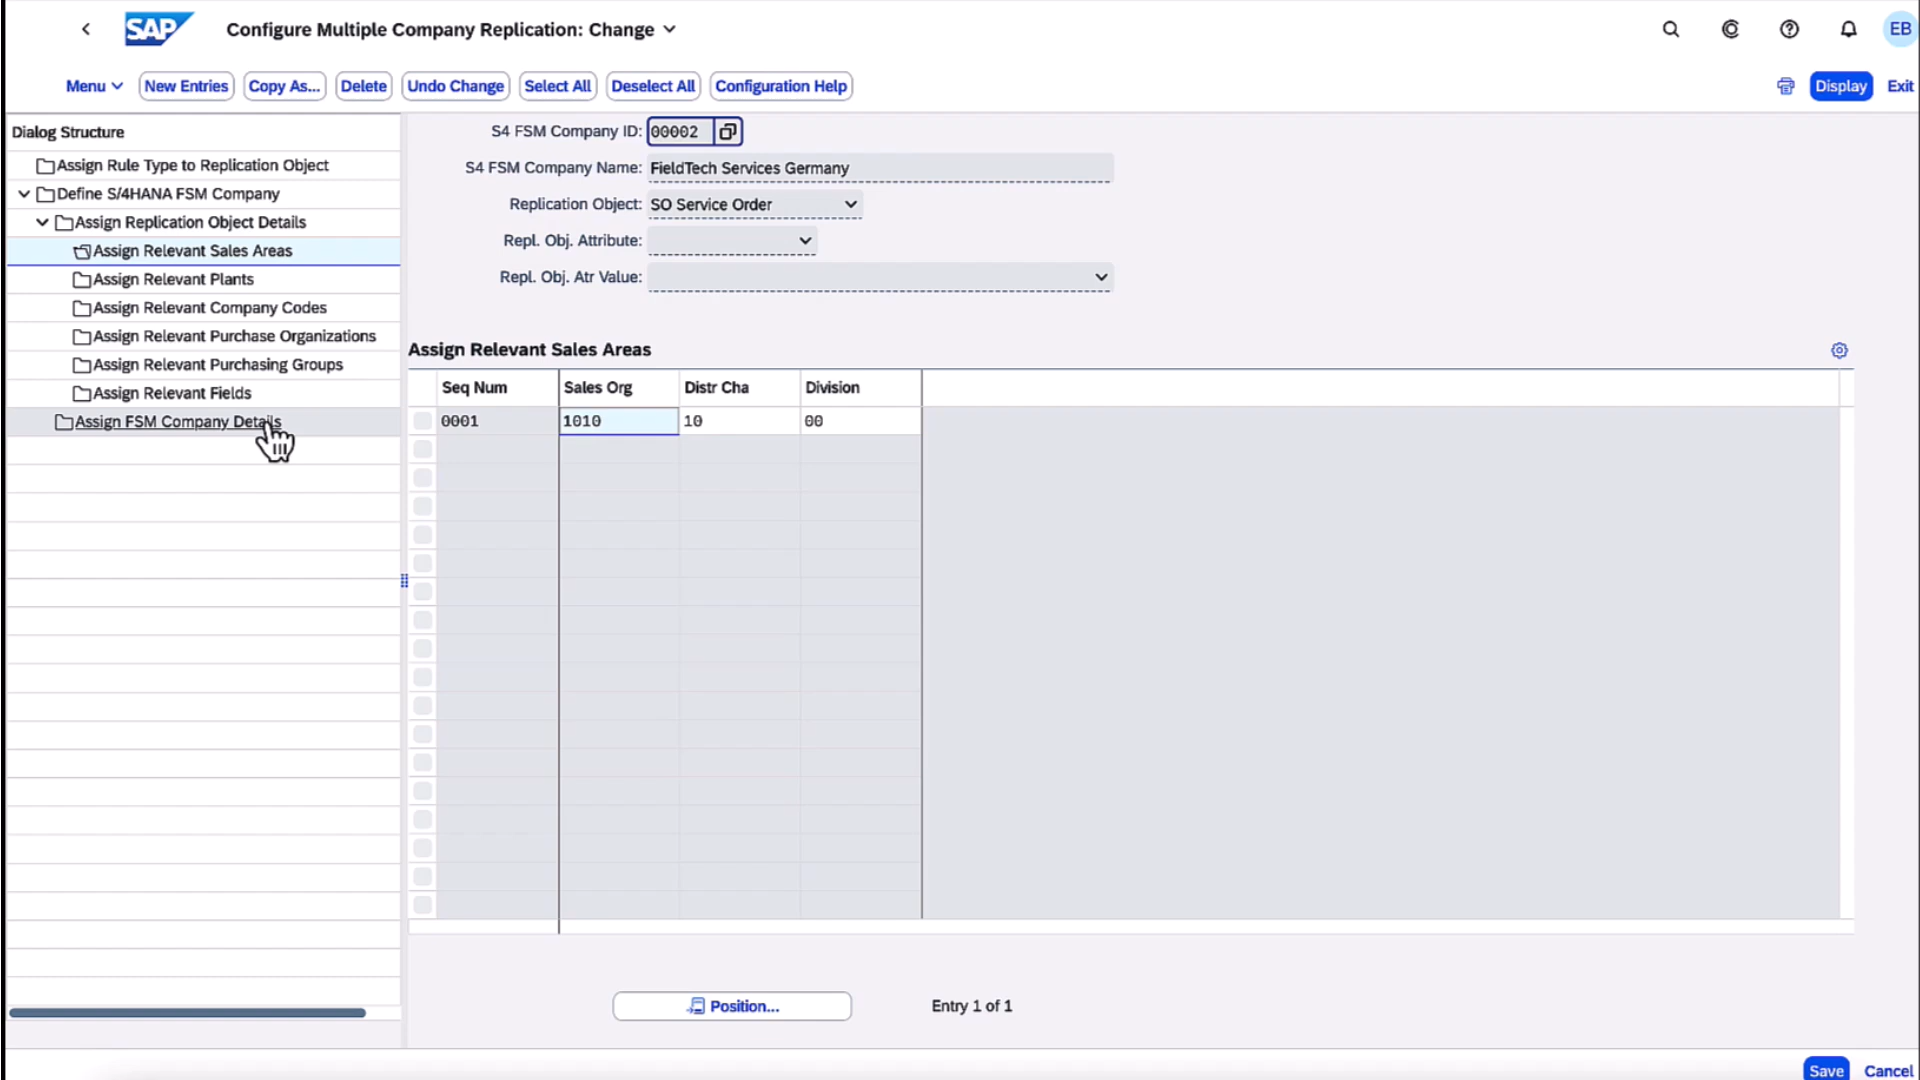 SAP Configure Multiple Company Replication: Change
EB
Menu New Entries Copy As... Delete Undo Change Select All Deselect All Configuration Help Display Exit
Dialog Structure
Assign Rule Type to Replication Object
Define S/4HANA FSM Company
Assign Replication Object Details
Assign Relevant Sales Areas
Assign Relevant Plants
Assign Relevant Company Codes
Assign Relevant Purchase Organizations
Assign Relevant Purchasing Groups
Assign Relevant Fields
Assign FSM Company Details
S4 FSM Company ID: 00002
S4 FSM Company Name: FieldTech Services Germany
Replication Object: SO Service Order
Repl. Obj. Attribute:
Repl. Obj. Atr Value:
Assign Relevant Sales Areas
Seq Num Sales Org Distr Cha Division
0001 1010 10 00
Position... Entry 1 of 1
Save Cancel